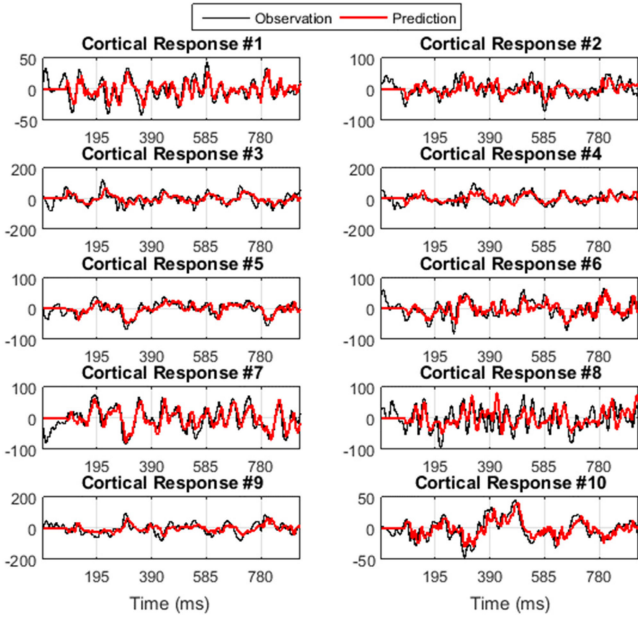 Observation Prediction
Cortical Response #1 Cortical Response #2
50 100
0 0
-50 -100
195 390 585 780 195 390 585 780
Cortical Response #3 Cortical Response #4
200 200
0 0
-200 -200
195 390 585 780 195 390 585 780
Cortical Response #5 Cortical Response #6
100 100
0 0
-100 -100
195 390 585 780 195 390 585 780
Cortical Response #7 Cortical Response #8
100 100
0 0
-100 -100
195 390 585 780 195 390 585 780
Cortical Response #9 Cortical Response #10
200 50
0 0
-200 -50
195 390 585 780 195 390 585 780
Time (ms) Time (ms)